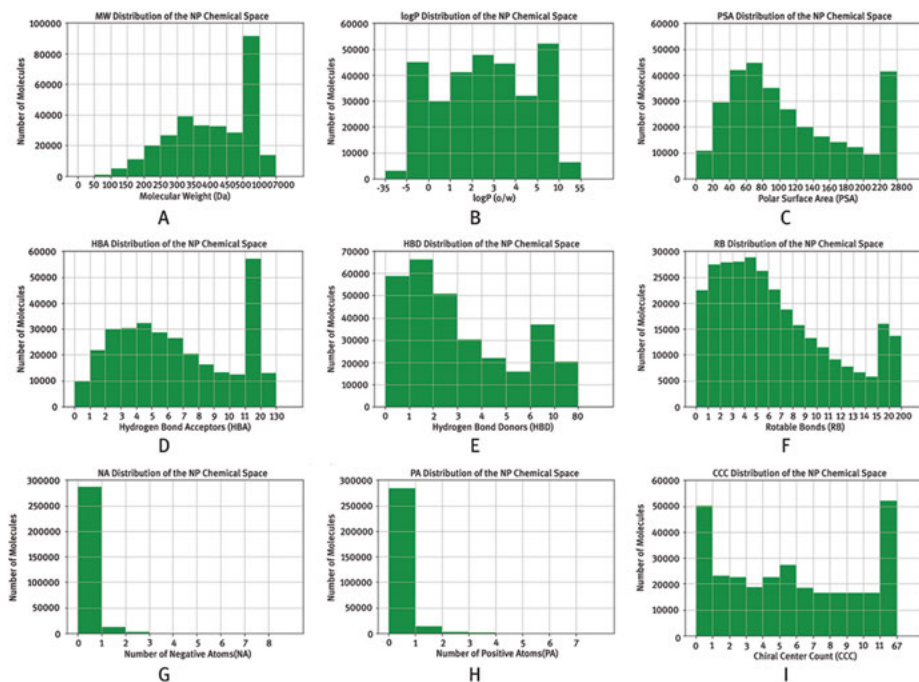 MW Distribution of the NP Chemical Space
Number of Molecules
100000
80000
60000
40000
20000
0
0 50 100 150 200 250 300 350 400 450 500 1000 7000
Molecular Weight (Da)
A
logP Distribution of the NP Chemical Space
Number of Molecules
60000
50000
40000
30000
20000
10000
0
-35 -5 0 1 2 3 4 5 10 55
logP (o/w)
B
PSA Distribution of the NP Chemical Space
Number of Molecules
60000
50000
40000
30000
20000
10000
0
0 20 40 60 80 100 120 140 160 180 200 220 2800
Polar Surface Area (PSA)
C
HBA Distribution of the NP Chemical Space
Number of Molecules
60000
50000
40000
30000
20000
10000
0
0 1 2 3 4 5 6 7 8 9 10 11 20 130
Hydrogen Bond Acceptors (HBA)
D
HBD Distribution of the NP Chemical Space
Number of Molecules
70000
60000
50000
40000
30000
20000
10000
0
0 1 2 3 4 5 6 10 80
Hydrogen Bond Donors (HBD)
E
RB Distribution of the NP Chemical Space
Number of Molecules
30000
25000
20000
15000
10000
5000
0
0 1 2 3 4 5 6 7 8 9 10 11 12 13 14 15 20 200
Rotable Bonds (RB)
F
NA Distribution of the NP Chemical Space
Number of Molecules
300000
250000
200000
150000
100000
50000
0
0 1 2 3 4 5 6 7 8
Number of Negative Atoms(NA)
G
PA Distribution of the NP Chemical Space
Number of Molecules
300000
250000
200000
150000
100000
50000
0
0 1 2 3 4 5 6 7
Number of Positive Atoms(PA)
H
CCC Distribution of the NP Chemical Space
Number of Molecules
60000
50000
40000
30000
20000
10000
0
0 1 2 3 4 5 6 7 8 9 10 11 67
Chiral Center Count (CCC)
I